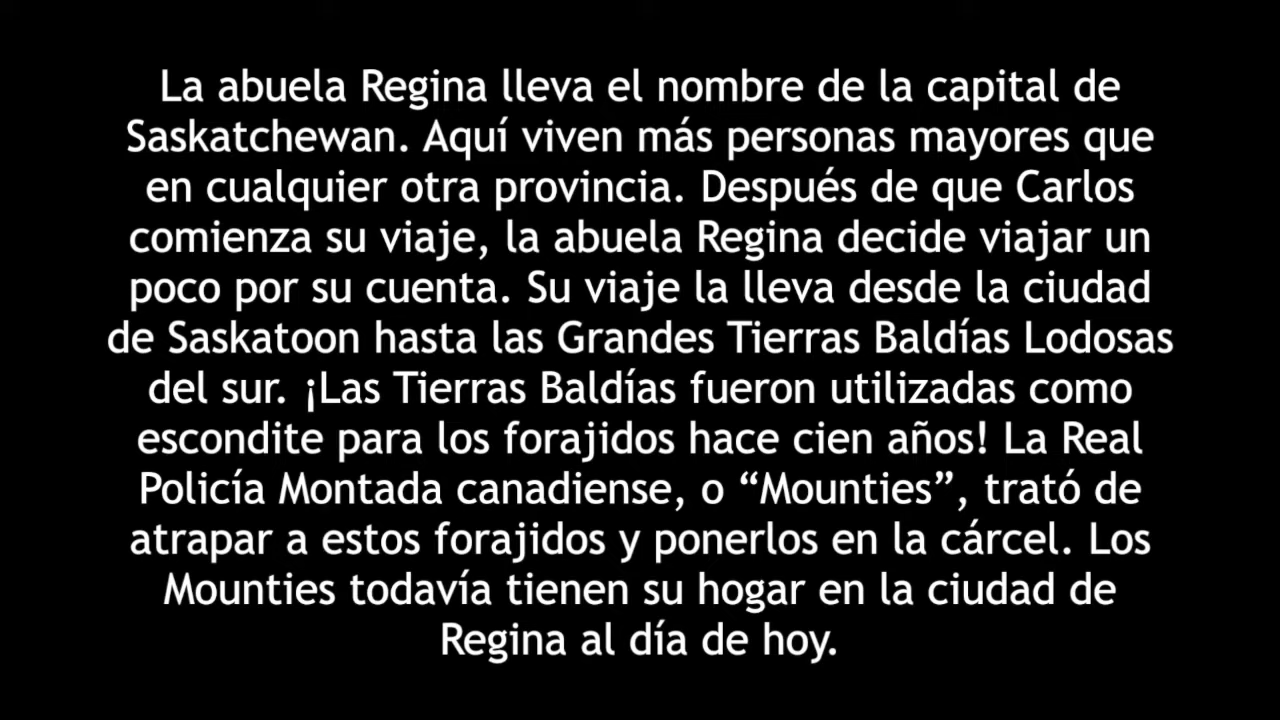 La abuela Regina lleva el nombre de la capital de
Saskatchewan. Aquí viven más personas mayores que
en cualquier otra provincia. Después de que Carlos
comienza su viaje, la abuela Regina decide viajar un
poco por su cuenta. Su viaje la lleva desde la ciudad
de Saskatoon hasta las Grandes Tierras Baldías Lodosas
del sur. ¡Las Tierras Baldías fueron utilizadas como
escondite para los forajidos hace cien años! La Real
Policía Montada canadiense, o “Mounties”, trató de
atrapar a estos forajidos y ponerlos en la cárcel. Los
Mounties todavía tienen su hogar en la ciudad de
Regina al día de hoy.